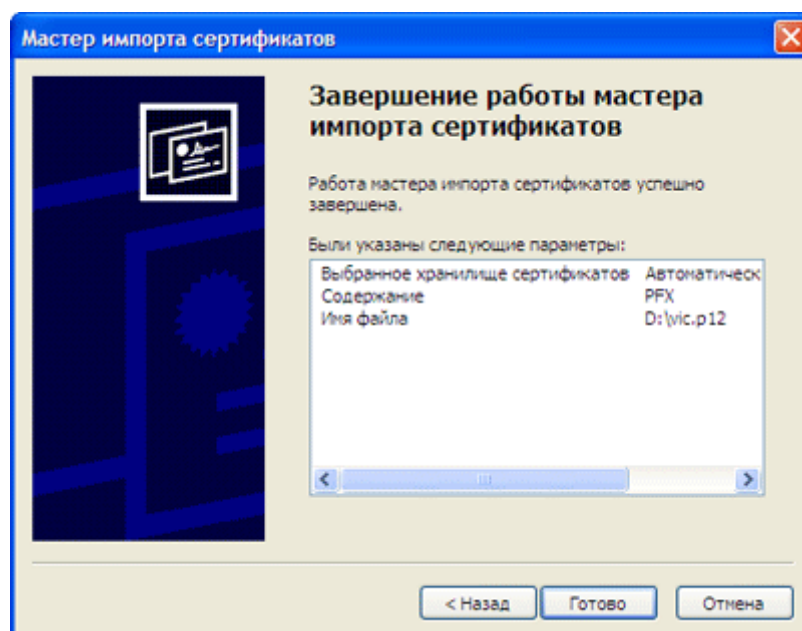 Мастер импорта сертификатов
Завершение работы мастера
импорта сертификатов
Работа мастера импорта сертификатов успешно
завершена.
Были указаны следующие параметры:
Выбранное хранилище сертификатов Автоматическ
Содержание PFX
Имя файла D:\vic.p12
< Назад Готово Отмена